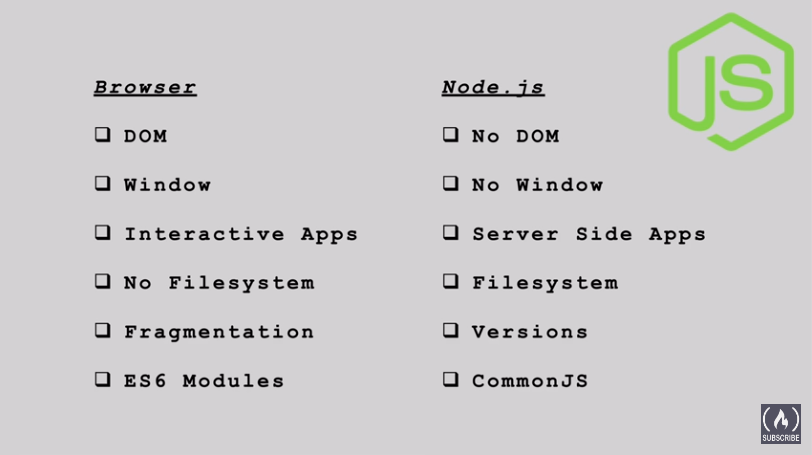 Browser
❑ DOM
❑ Window
❑ Interactive Apps
❑ No Filesystem
❑ Fragmentation
❑ ES6 Modules
Node.js
❑ No DOM
❑ No Window
❑ Server Side Apps
❑ Filesystem
❑ Versions
❑ CommonJS
JS
SUBSCRIBE